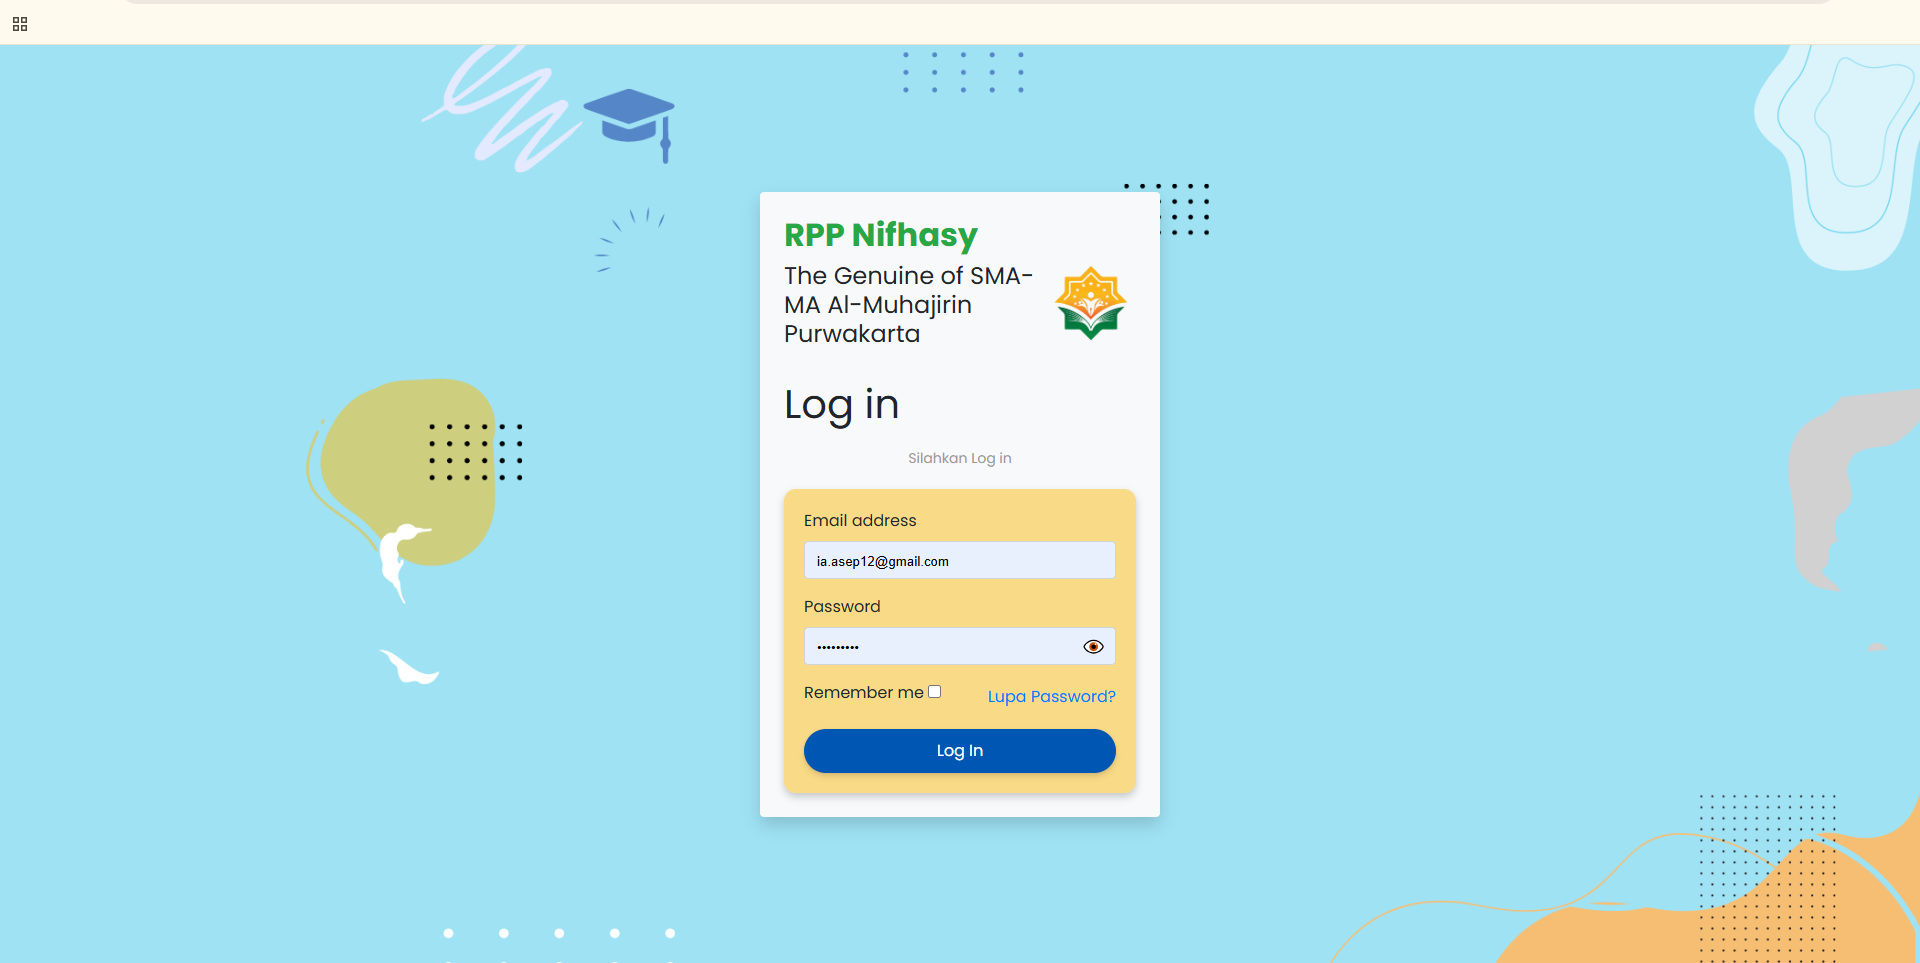 RPP Nifhasy
The Genuine of SMA-
MA Al-Muhajirin
Purwakarta
Log in
Silahkan Log in
Email address
ia.asep12@gmail.com
Password
•••••••••
Remember me
Lupa Password?
Log In